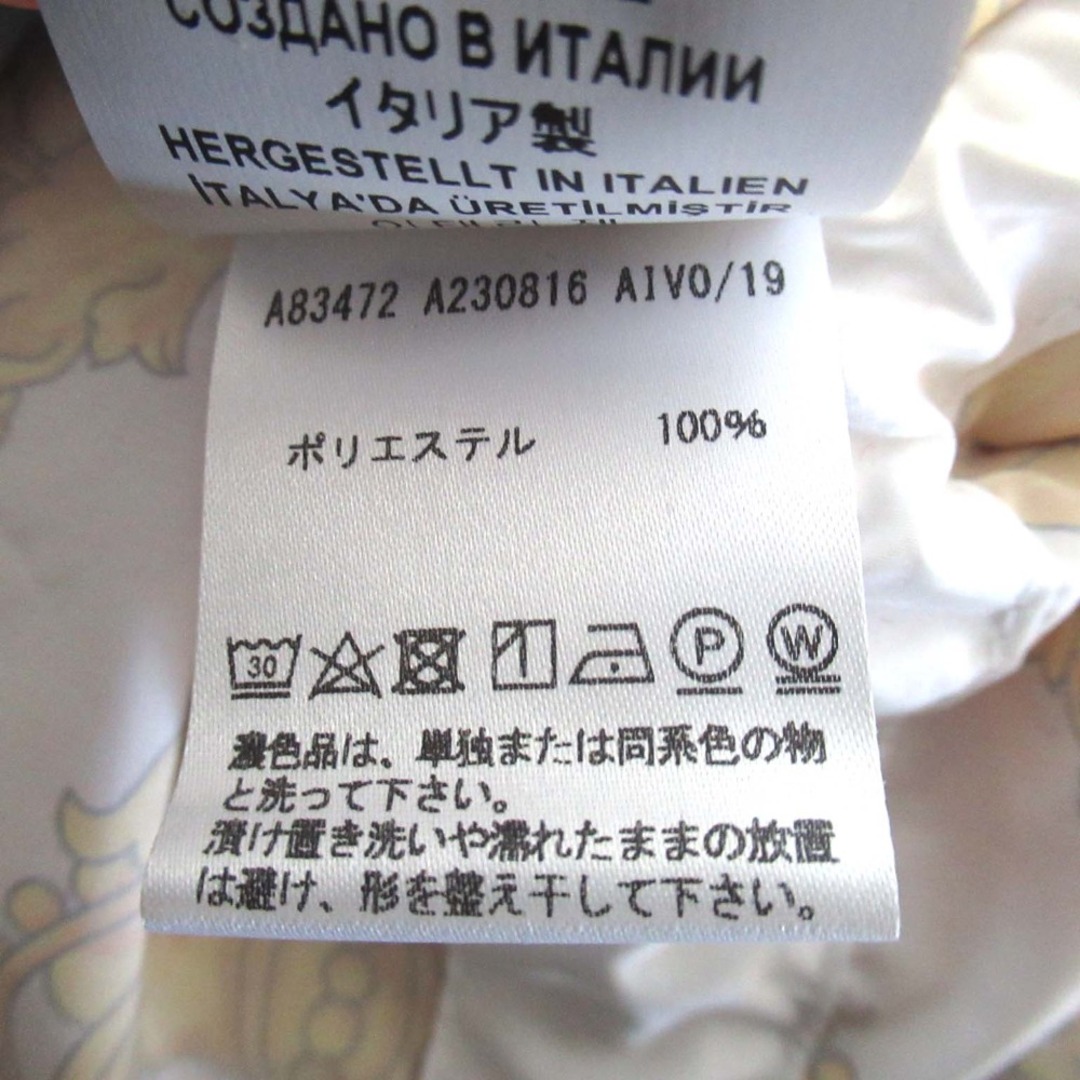 СОЗДАНО В ИТАЛИИ
イタリア製
HERGESTELLT IN ITALIEN
İTALYA'DA ÜRETİLMİŞTİR
A83472 A230816 AIVO/19
ポリエステル 100%
30
P W
濃色品は、単独または同系色の物
と洗って下さい。
漬け置き洗いや濡れたままの放置
は避け、形を整え干して下さい。